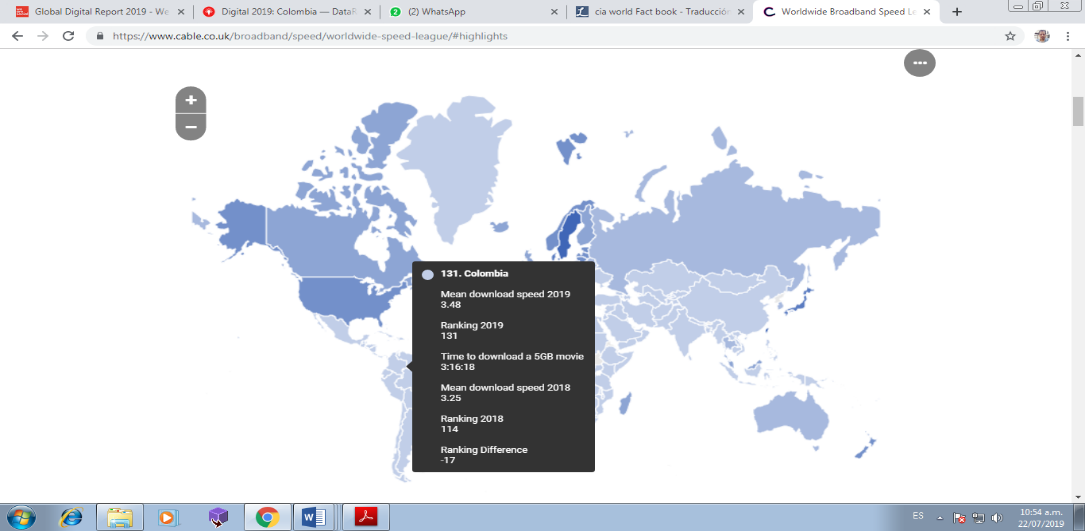 Global Digital Report 2019 - We
Digital 2019: Colombia — DataR
(2) WhatsApp
cia world Fact book - Traducción
Worldwide Broadband Speed Le
https://www.cable.co.uk/broadband/speed/worldwide-speed-league/#highlights
131. Colombia
Mean download speed 2019
3.48
Ranking 2019
131
Time to download a 5GB movie
3:16:18
Mean download speed 2018
3.25
Ranking 2018
114
Ranking Difference
-17
ES
10:54 a.m.
22/07/2019